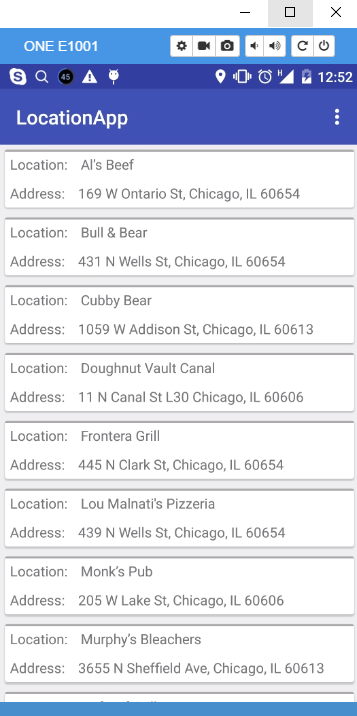 ONE E1001
45
H
12:52
LocationApp
Location: Al's Beef
Address: 169 W Ontario St, Chicago, IL 60654
Location: Bull & Bear
Address: 431 N Wells St, Chicago, IL 60654
Location: Cubby Bear
Address: 1059 W Addison St, Chicago, IL 60613
Location: Doughnut Vault Canal
Address: 11 N Canal St L30 Chicago, IL 60606
Location: Frontera Grill
Address: 445 N Clark St, Chicago, IL 60654
Location: Lou Malnati's Pizzeria
Address: 439 N Wells St, Chicago, IL 60654
Location: Monk’s Pub
Address: 205 W Lake St, Chicago, IL 60606
Location: Murphy’s Bleachers
Address: 3655 N Sheffield Ave, Chicago, IL 60613